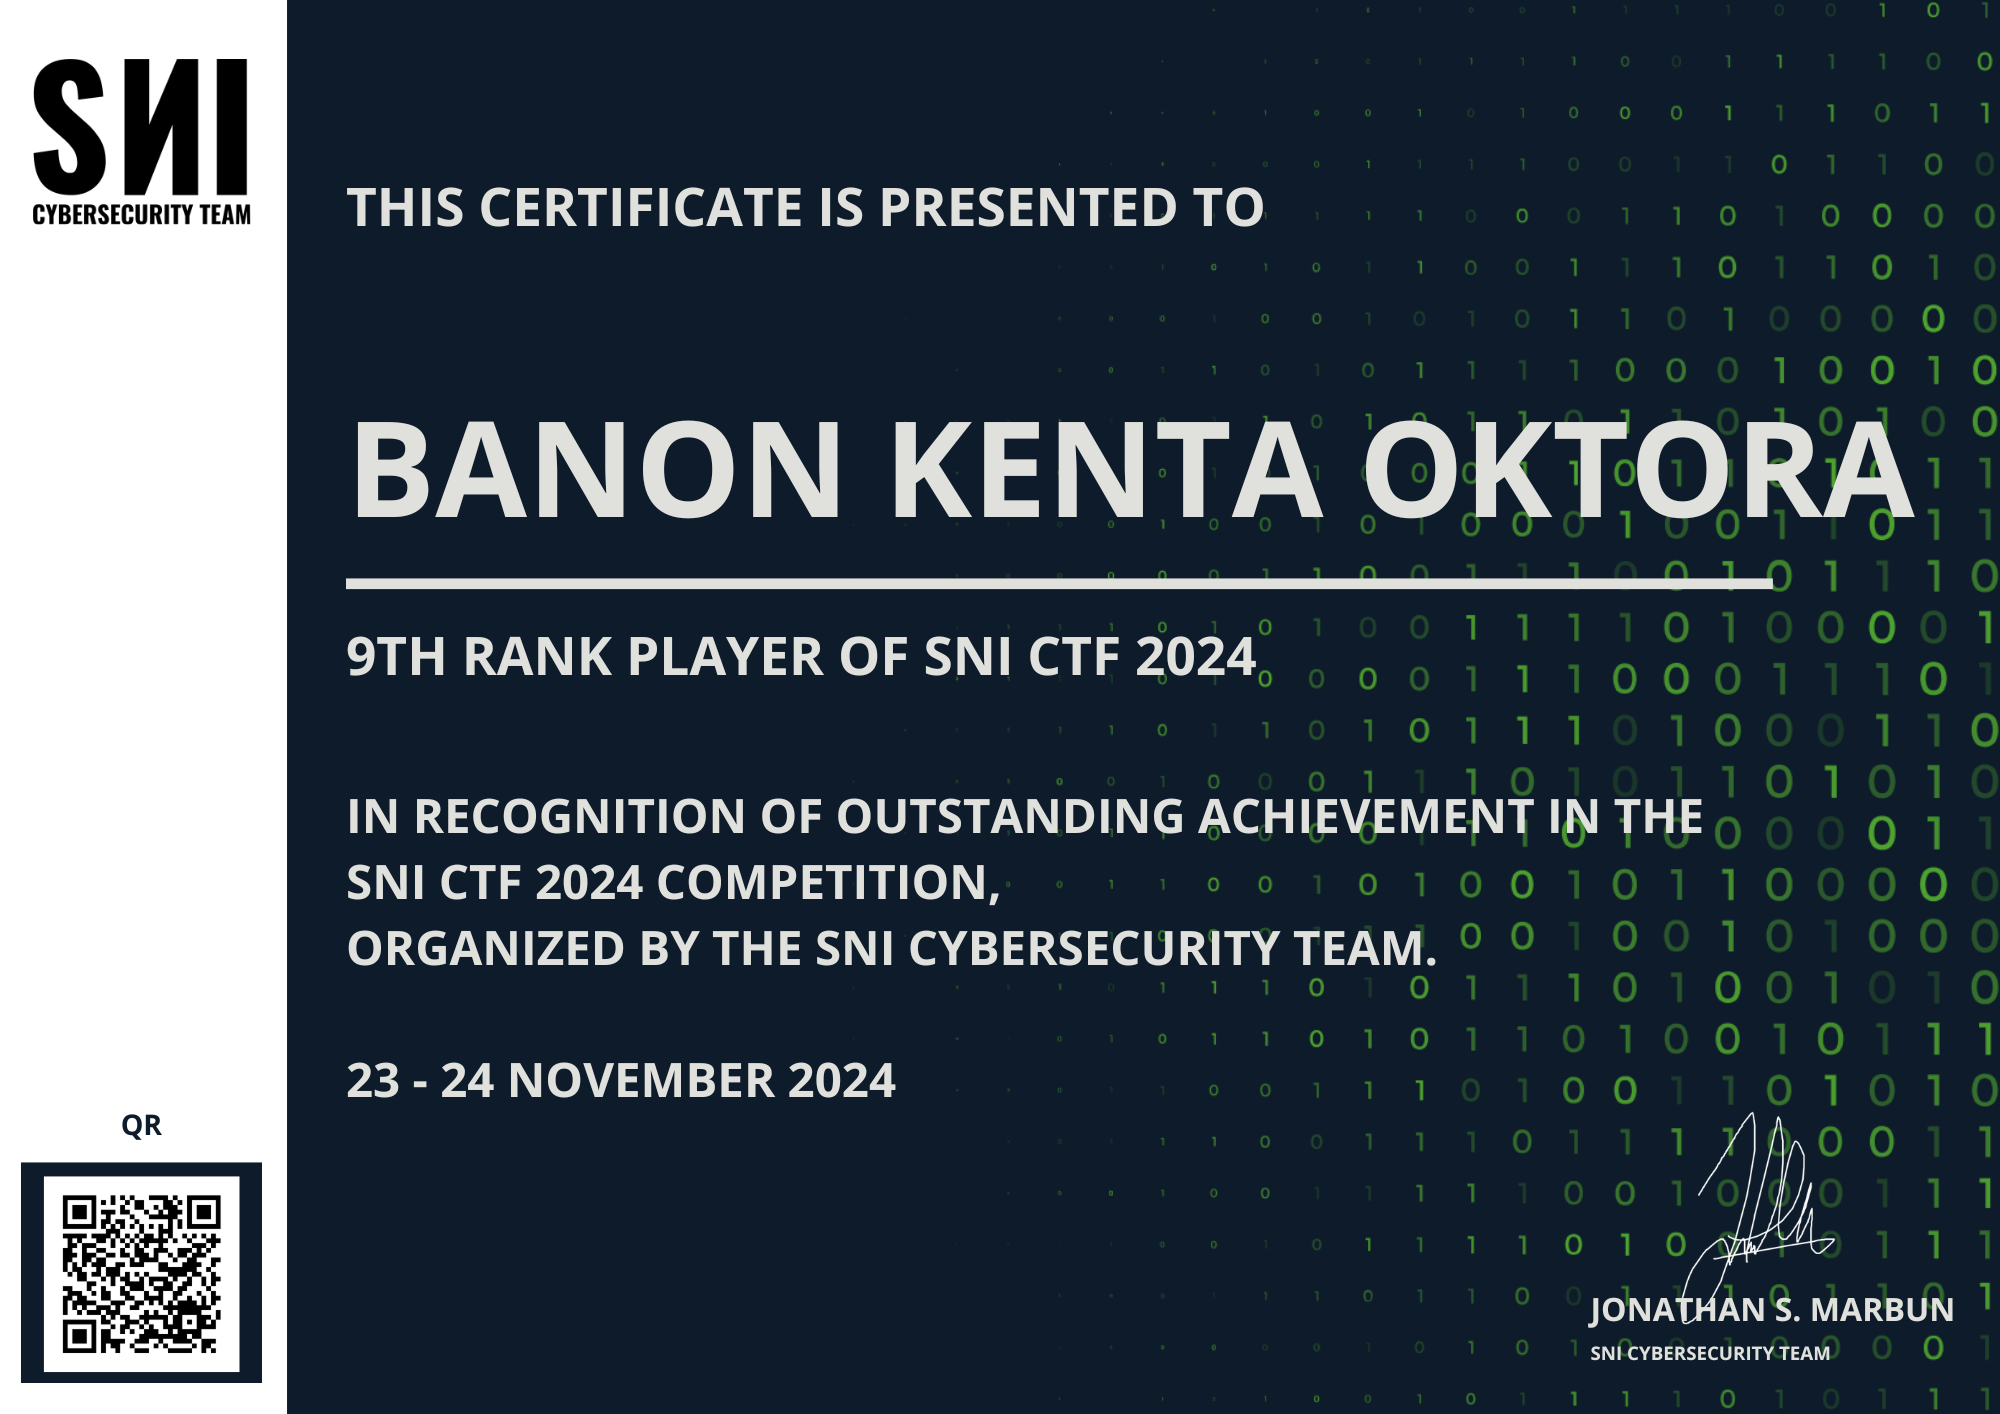 SNI
CYBERSECURITY TEAM
THIS CERTIFICATE IS PRESENTED TO
BANON KENTA OKTORA
9TH RANK PLAYER OF SNI CTF 2024
IN RECOGNITION OF OUTSTANDING ACHIEVEMENT IN THE
SNI CTF 2024 COMPETITION,
ORGANIZED BY THE SNI CYBERSECURITY TEAM.
23 - 24 NOVEMBER 2024
QR
JONATHAN S. MARBUN
SNI CYBERSECURITY TEAM